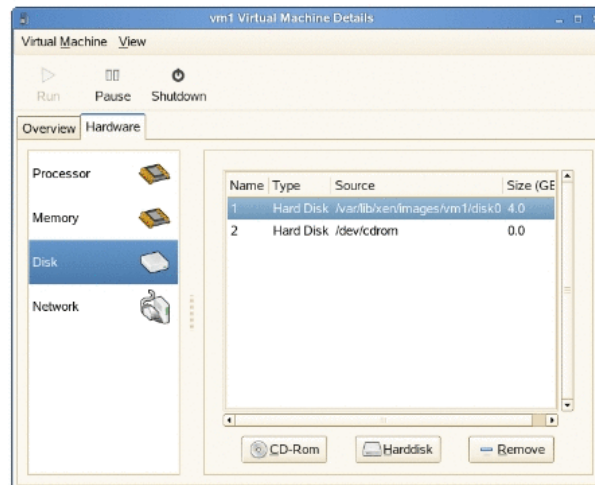 vm1 Virtual Machine Details
Virtual Machine View
Run Pause Shutdown
Overview Hardware
Processor
Memory
Disk
Network
Name Type Source Size (GE
1 Hard Disk /var/lib/xen/images/vm1/disk0 4.0
2 Hard Disk /dev/cdrom 0.0
CD-Rom Harddisk Remove